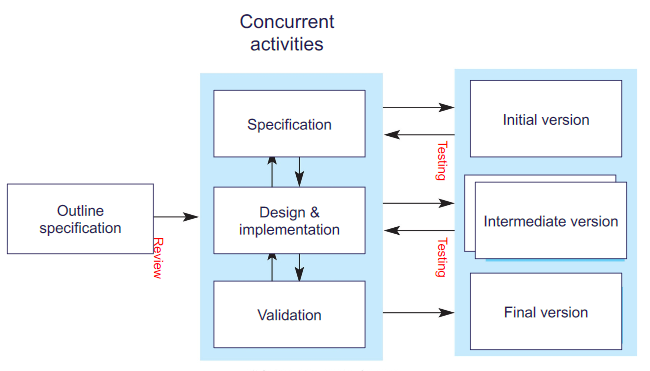 Concurrent
activities
Specification
Initial version
Testing
Outline
specification
Review
Design &
implementation
Intermediate version
Testing
Validation
Final version